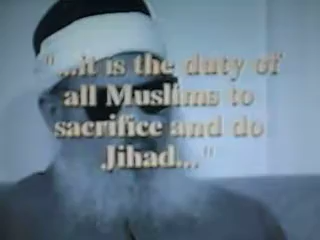 "...it is the duty of
all Muslims to
sacrifice and do
Jihad..."